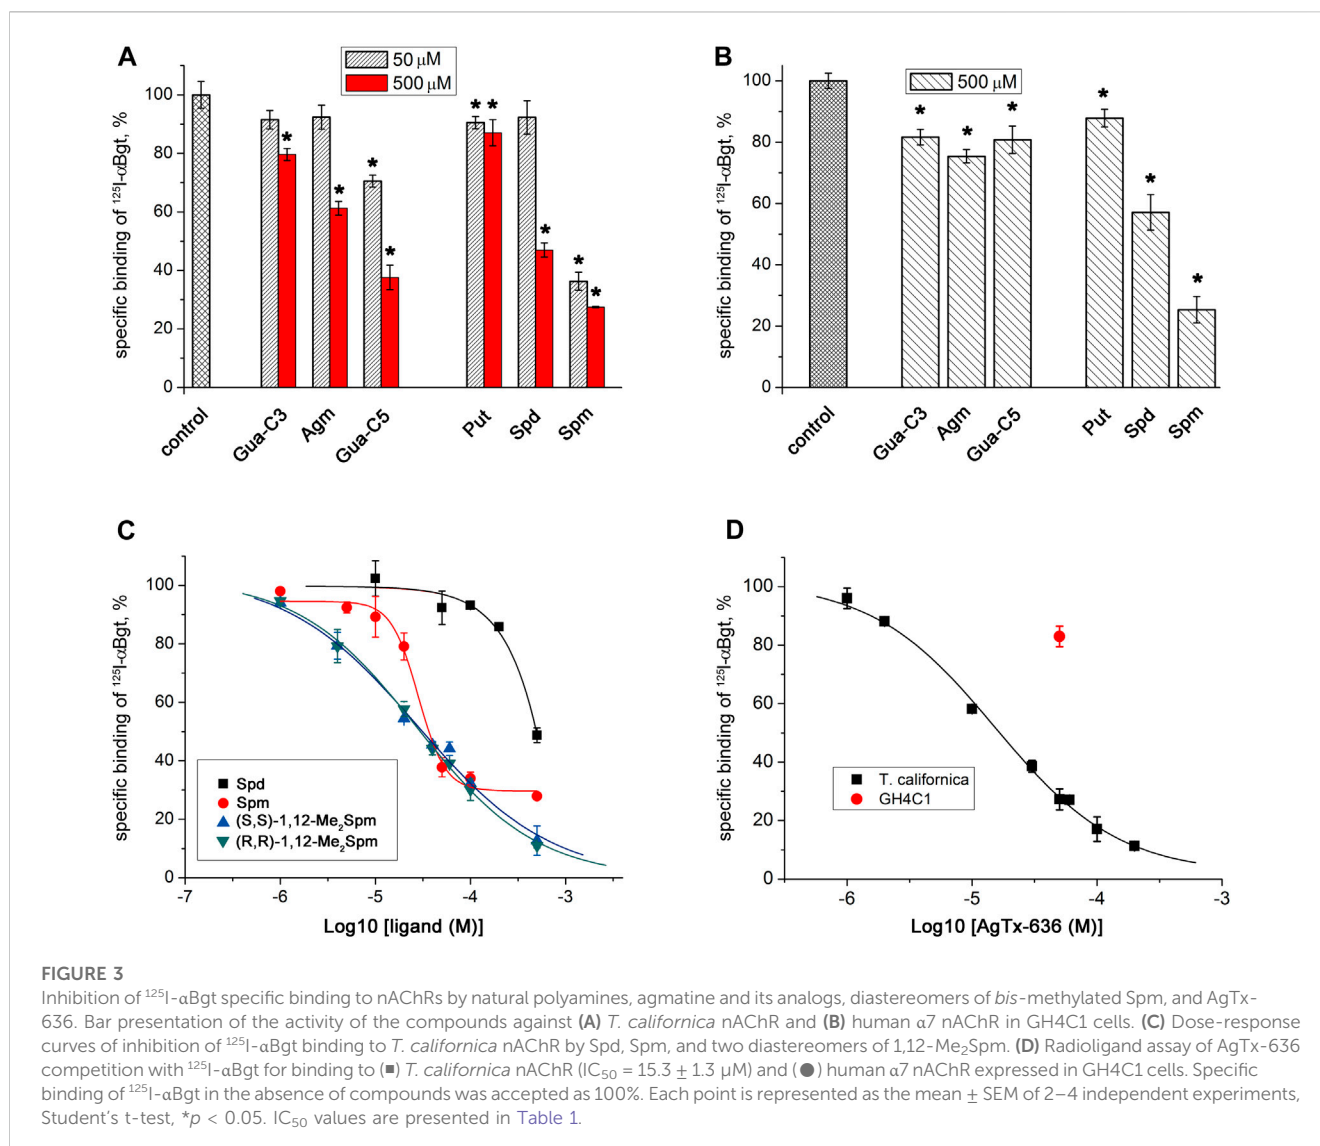 A
50 μM
500 μM
specific binding of ¹²⁵I-αBgt, %
100
80
60
40
20
0
* * * * * * * * *
control
Gua-C3
Agm
Gua-C5
Put
Spd
Spm
B
500 μM
specific binding of ¹²⁵I-αBgt, %
100
80
60
40
20
0
* * * * * *
control
Gua-C3
Agm
Gua-C5
Put
Spd
Spm
C
specific binding of ¹²⁵I-αBgt, %
100
80
60
40
20
0
Spd
Spm
(S,S)-1,12-Me₂Spm
(R,R)-1,12-Me₂Spm
-7 -6 -5 -4 -3 -2
Log10 [ligand (M)]
D
specific binding of ¹²⁵I-αBgt, %
100
80
60
40
20
0
T. californica
GH4C1
-6 -5 -4 -3
Log10 [AgTx-636 (M)]
FIGURE 3
Inhibition of ¹²⁵I-αBgt specific binding to nAChRs by natural polyamines, agmatine and its analogs, diastereomers of bis-methylated Spm, and AgTx-
636. Bar presentation of the activity of the compounds against (A) T. californica nAChR and (B) human α7 nAChR in GH4C1 cells. (C) Dose-response
curves of inhibition of ¹²⁵I-αBgt binding to T. californica nAChR by Spd, Spm, and two diastereomers of 1,12-Me₂Spm. (D) Radioligand assay of AgTx-636
competition with ¹²⁵I-αBgt for binding to (■) T. californica nAChR (IC₅₀ = 15.3 ± 1.3 μM) and (●) human α7 nAChR expressed in GH4C1 cells. Specific
binding of ¹²⁵I-αBgt in the absence of compounds was accepted as 100%. Each point is represented as the mean ± SEM of 2–4 independent experiments,
Student's t-test, *p < 0.05. IC₅₀ values are presented in Table 1.